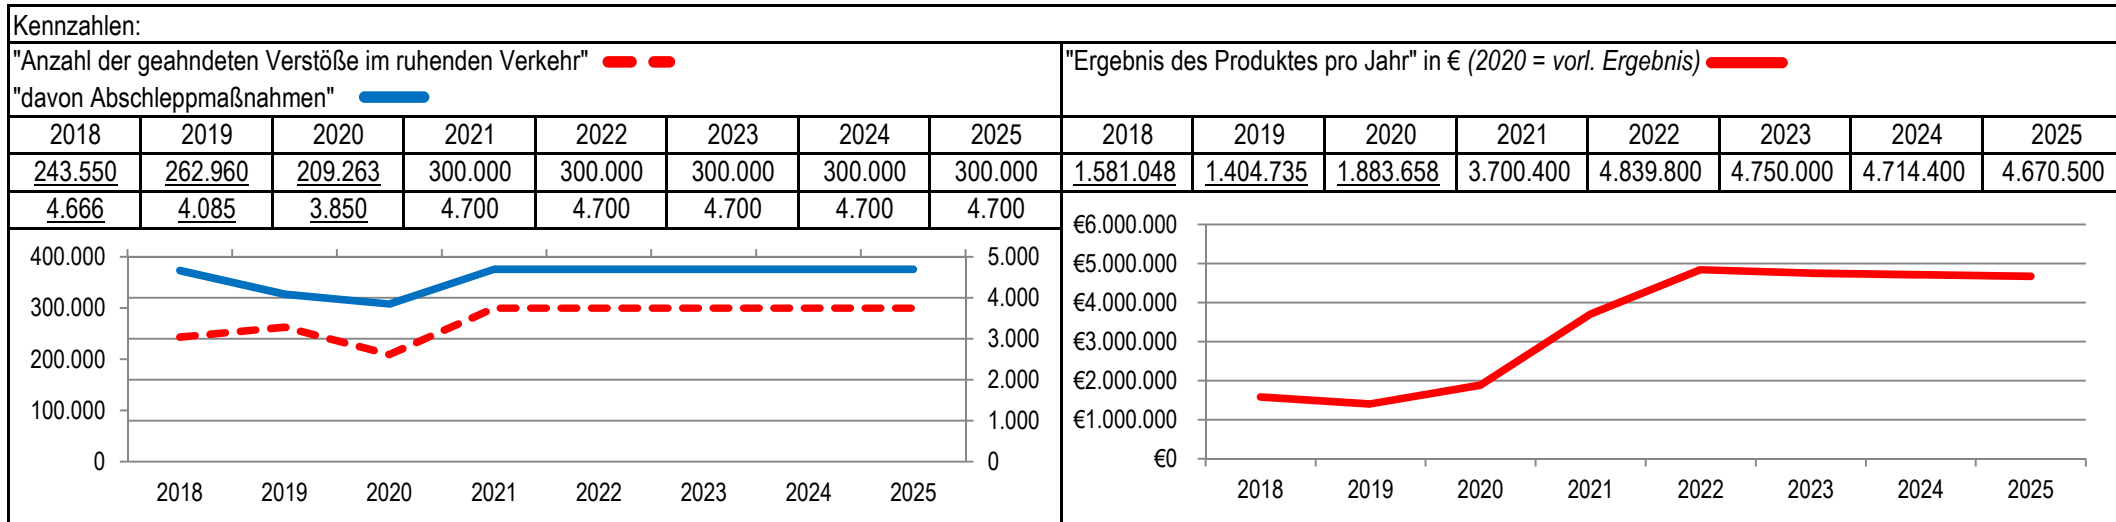 Kennzahlen:
"Anzahl der geahndeten Verstöße im ruhenden Verkehr"
"davon Abschleppmaßnahmen"
2018 2019 2020 2021 2022 2023 2024 2025
243.550 262.960 209.263 300.000 300.000 300.000 300.000 300.000
4.666 4.085 3.850 4.700 4.700 4.700 4.700 4.700
400.000 5.000
300.000 4.000
200.000 3.000
100.000 2.000
0 1.000
0
2018 2019 2020 2021 2022 2023 2024 2025
"Ergebnis des Produktes pro Jahr" in € (2020 = vorl. Ergebnis)
2018 2019 2020 2021 2022 2023 2024 2025
1.581.048 1.404.735 1.883.658 3.700.400 4.839.800 4.750.000 4.714.400 4.670.500
€6.000.000
€5.000.000
€4.000.000
€3.000.000
€2.000.000
€1.000.000
€0
2018 2019 2020 2021 2022 2023 2024 2025